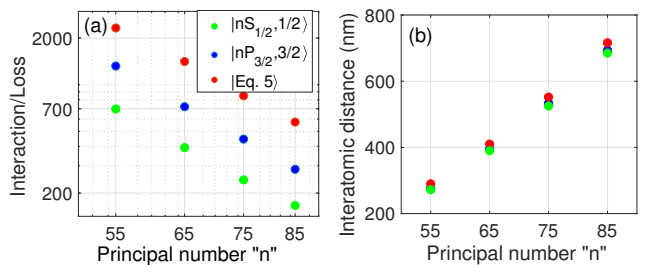 (a)
|nS1/2,1/2⟩
|nP3/2,3/2⟩
|Eq. 5⟩
2000
700
200
Interaction/Loss
55 65 75 85
Principal number "n"
(b)
800
600
400
200
Interatomic distance (nm)
55 65 75 85
Principal number "n"